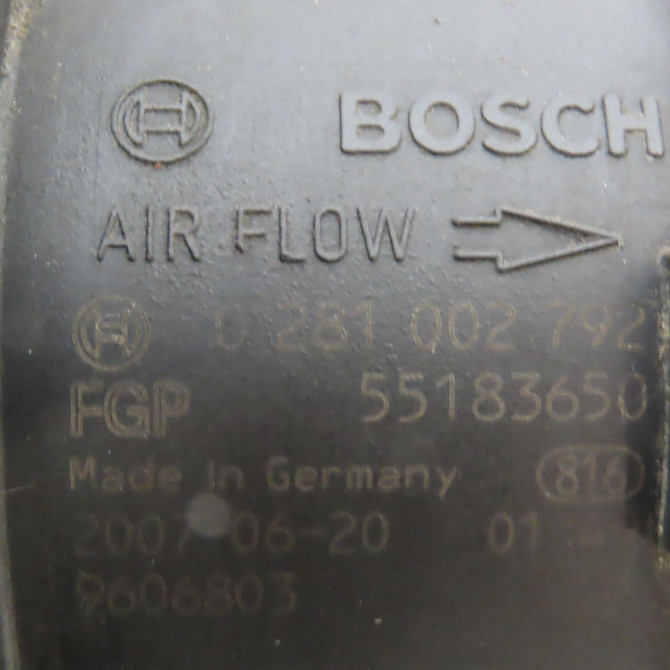 BOSCH
AIR FLOW
0 281 002 792
FGP 55183650
Made in Germany 816
2007-06-20
9606803